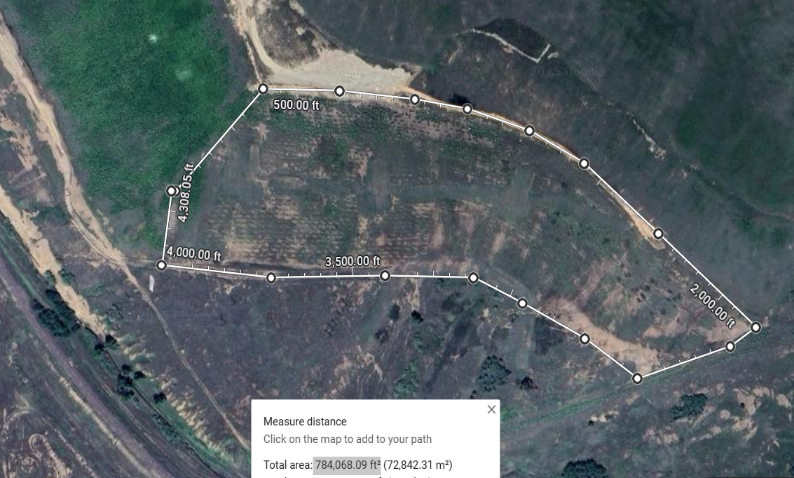 500.00 ft
4,308.05 ft
4,000.00 ft
3,500.00 ft
2,000.00 ft
Measure distance
Click on the map to add to your path
Total area: 784,068.09 ft² (72,842.31 m²)